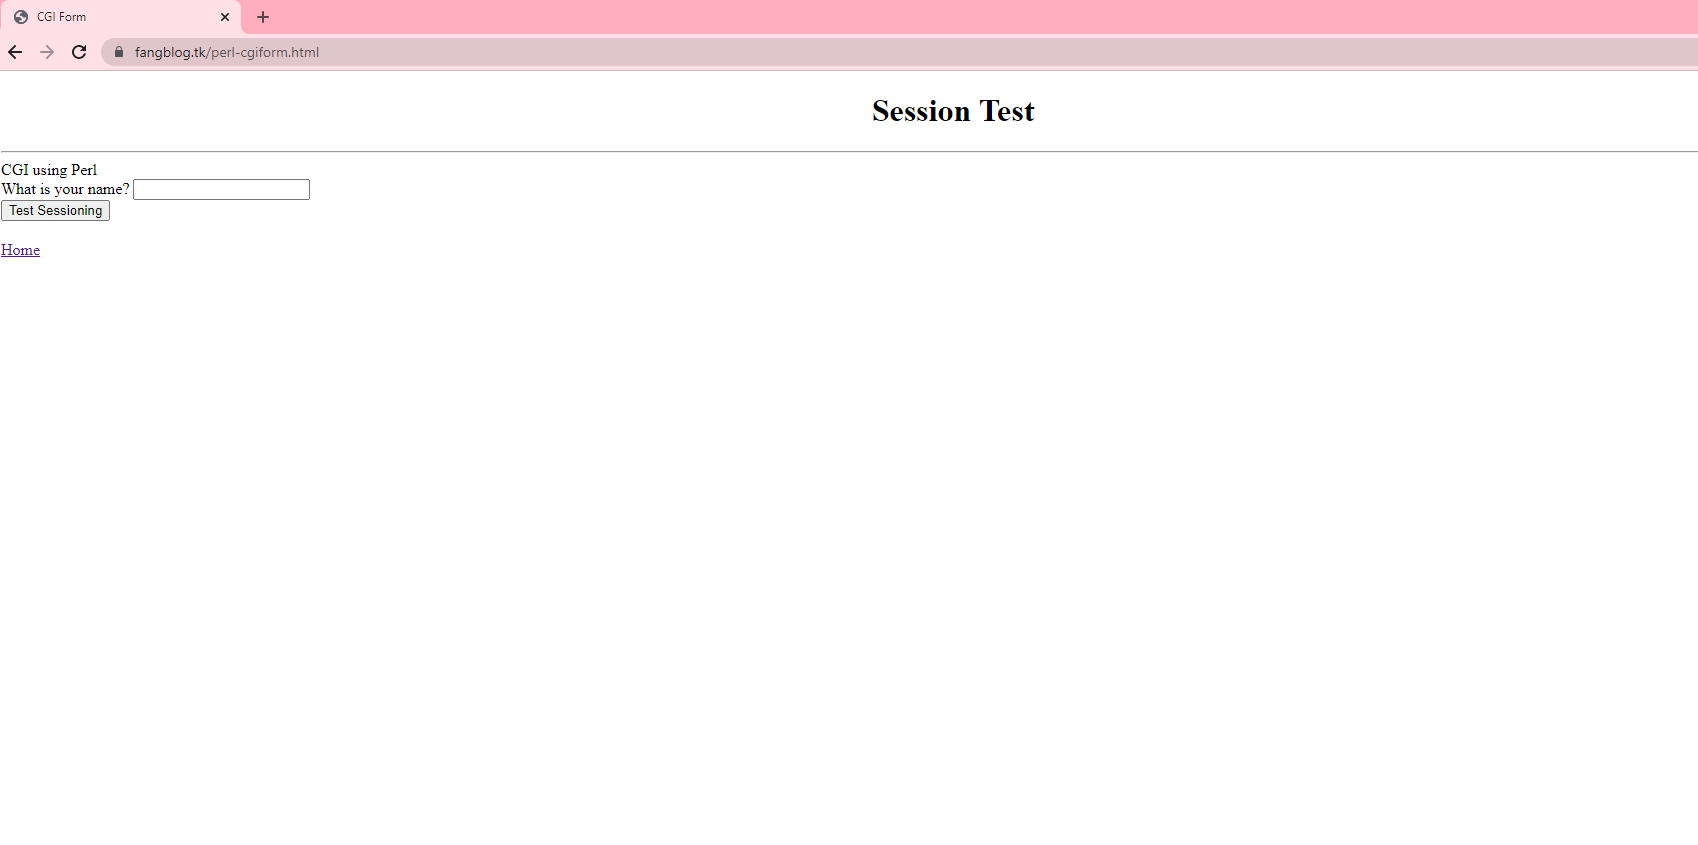 CGI Form
fangblog.tk/perl-cgiform.html
Session Test
CGI using Perl
What is your name?
Test Sessioning
Home